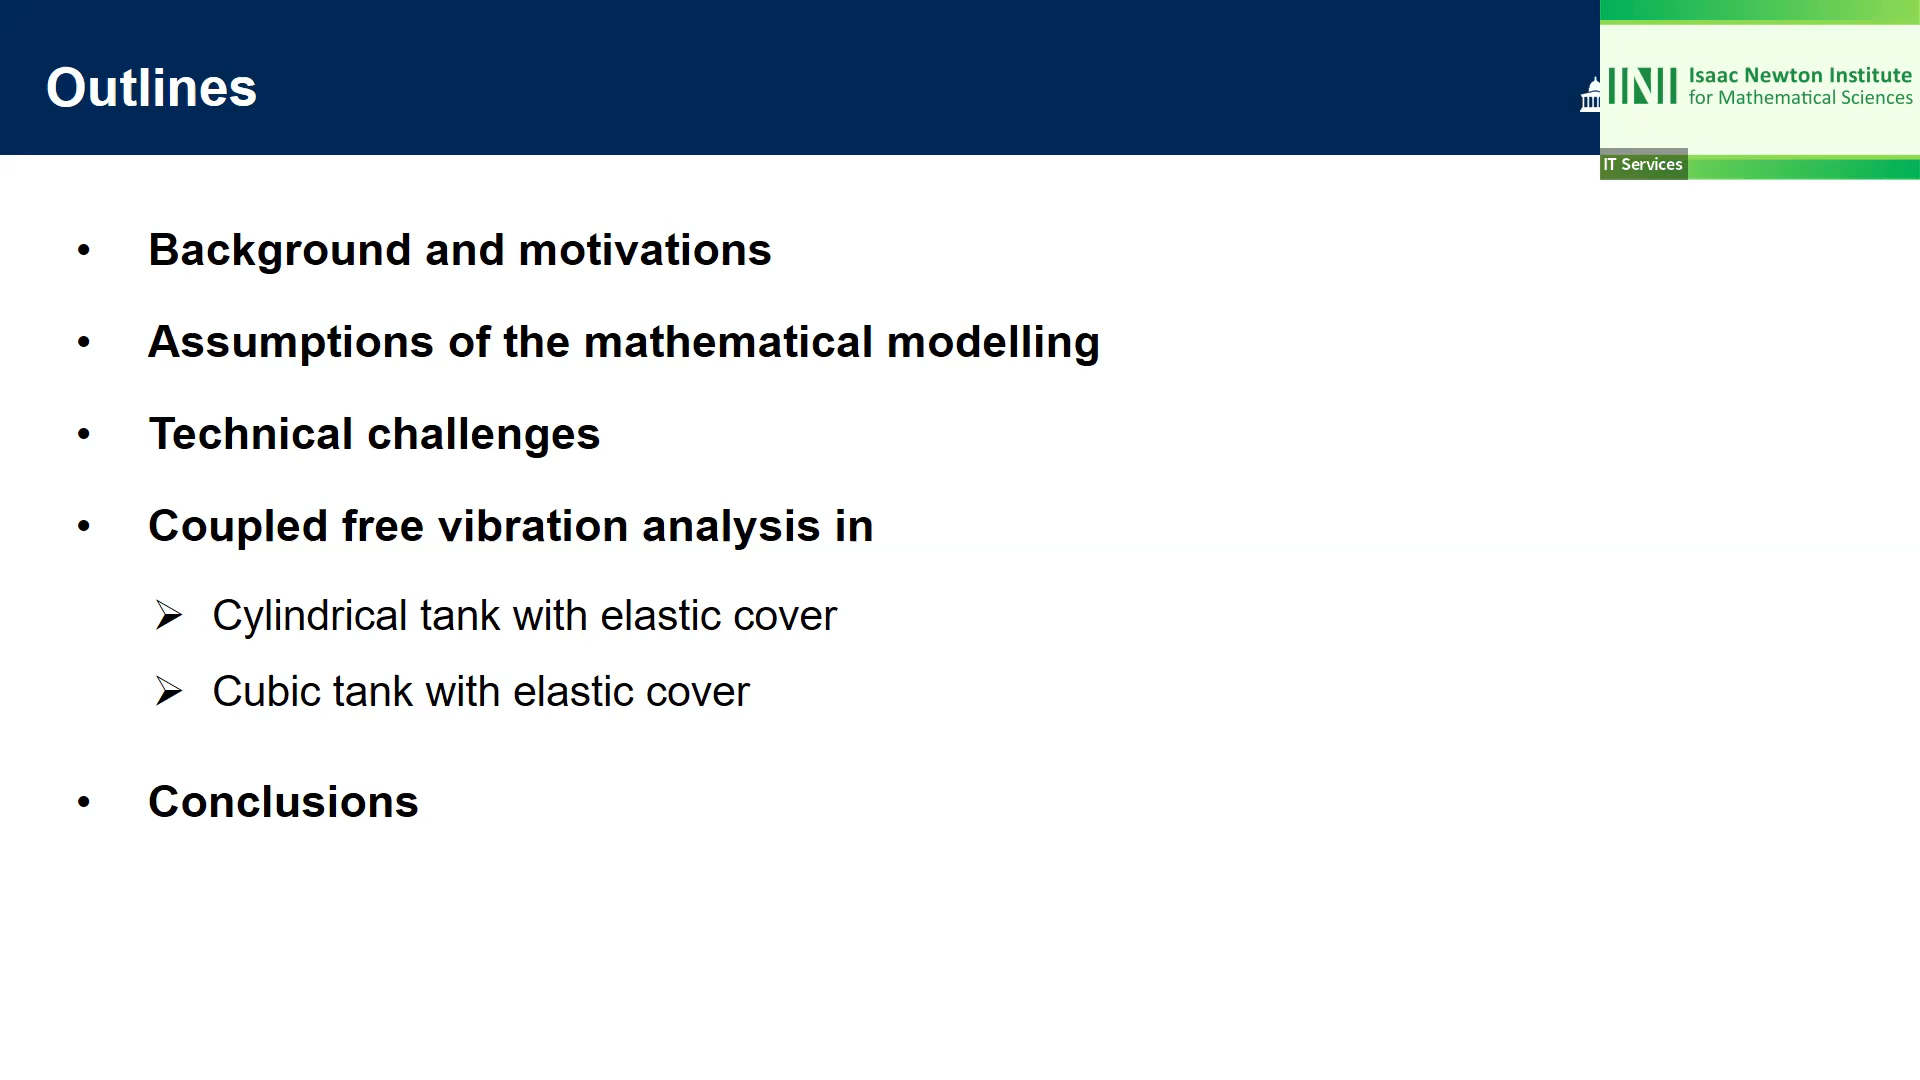 Outlines
Isaac Newton Institute
for Mathematical Sciences
IT Services
• Background and motivations
• Assumptions of the mathematical modelling
• Technical challenges
• Coupled free vibration analysis in
➢ Cylindrical tank with elastic cover
➢ Cubic tank with elastic cover
• Conclusions